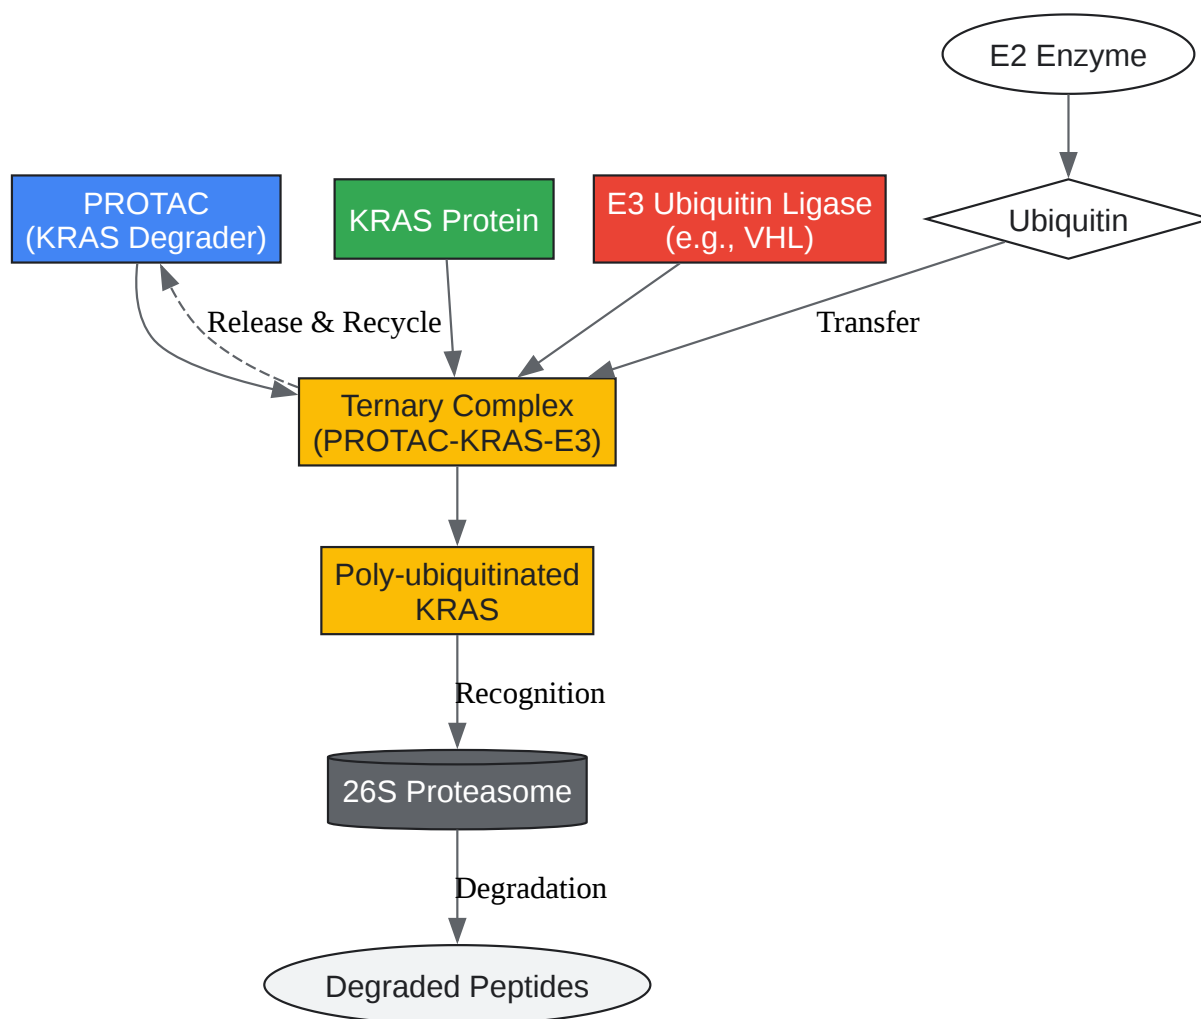 E2 Enzyme
PROTAC
(KRAS Degrader)
KRAS Protein
E3 Ubiquitin Ligase
(e.g., VHL)
Ubiquitin
Release & Recycle
Transfer
Ternary Complex
(PROTAC-KRAS-E3)
Poly-ubiquitinated
KRAS
Recognition
26S Proteasome
Degradation
Degraded Peptides